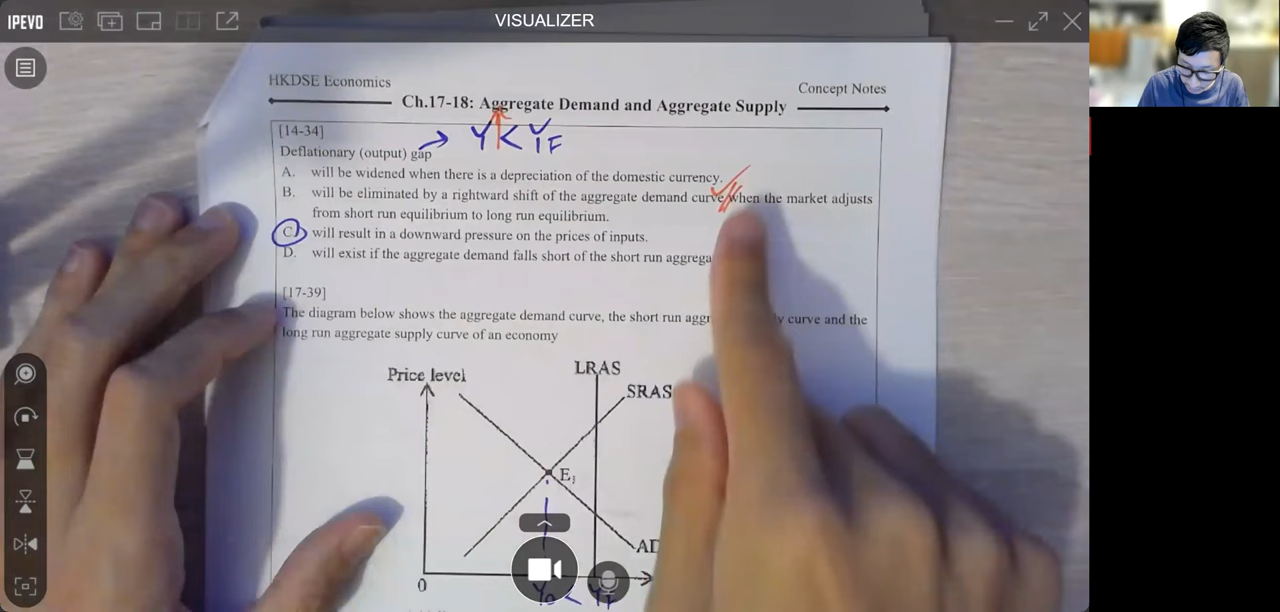 IPEVO
VISUALIZER
HKDSE Economics
Concept Notes
Ch.17-18: Aggregate Demand and Aggregate Supply
[14-34]
Y < YF
Deflationary (output) gap
A. will be widened when there is a depreciation of the domestic currency.
B. will be eliminated by a rightward shift of the aggregate demand curve when the market adjusts
from short run equilibrium to long run equilibrium.
C. will result in a downward pressure on the prices of inputs.
D. will exist if the aggregate demand falls short of the short run
[17-39]
The diagram below shows the aggregate demand curve, the short run curve and the
long run aggregate supply curve of an economy
Price level
LRAS
SRAS
E₁
AD
0